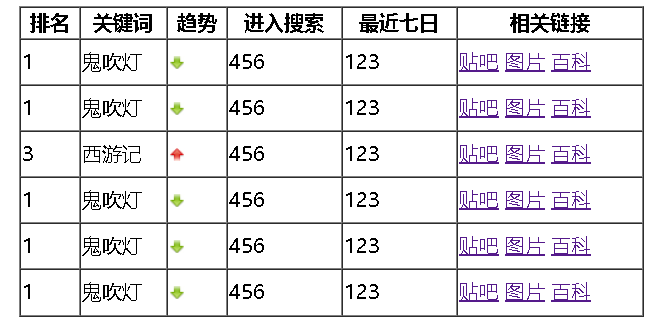 排名 关键词 趋势 进入搜索 最近七日 相关链接
1 鬼吹灯 456 123 贴吧 图片 百科
1 鬼吹灯 456 123 贴吧 图片 百科
3 西游记 456 123 贴吧 图片 百科
1 鬼吹灯 456 123 贴吧 图片 百科
1 鬼吹灯 456 123 贴吧 图片 百科
1 鬼吹灯 456 123 贴吧 图片 百科